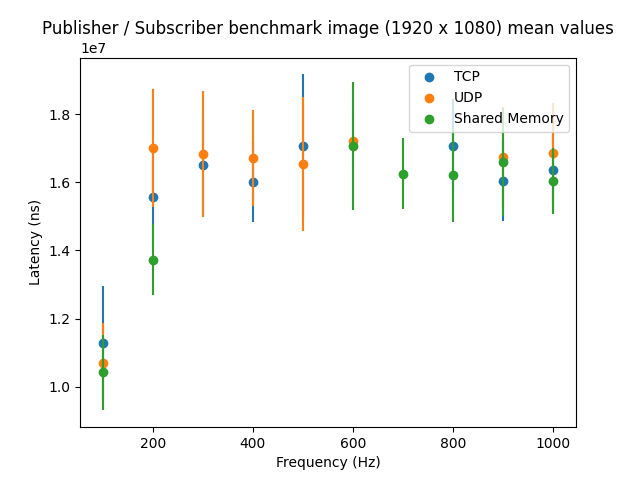 Publisher / Subscriber benchmark image (1920 x 1080) mean values
1e7
TCP
UDP
Shared Memory
1.8
1.6
1.4
1.2
1.0
Latency (ns)
200
400
600
800
1000
Frequency (Hz)